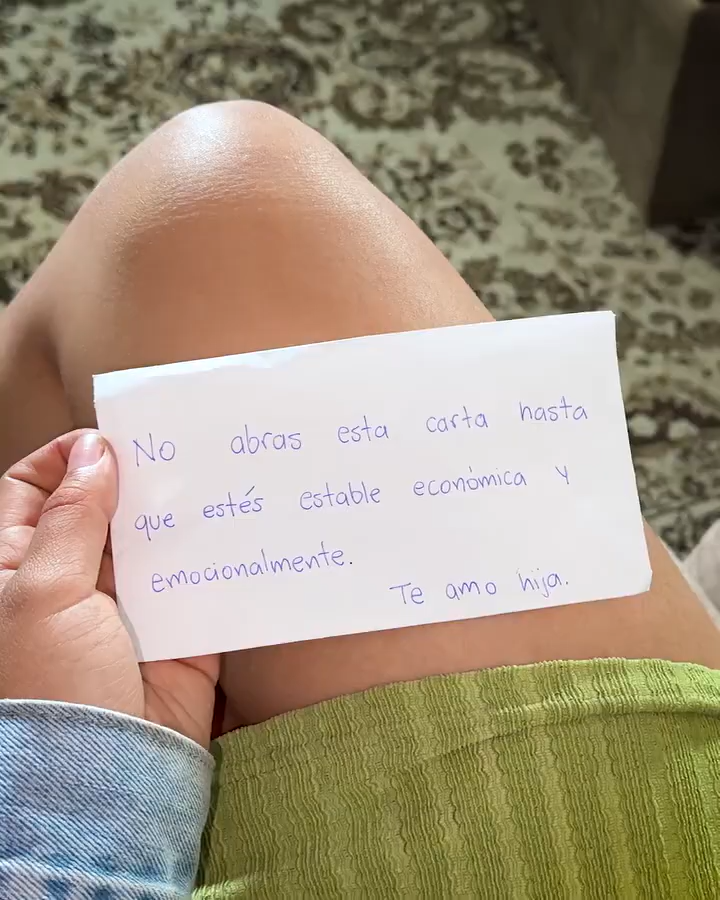 No abras esta carta hasta
que estés estable económica y
emocionalmente.
Te amo hija.